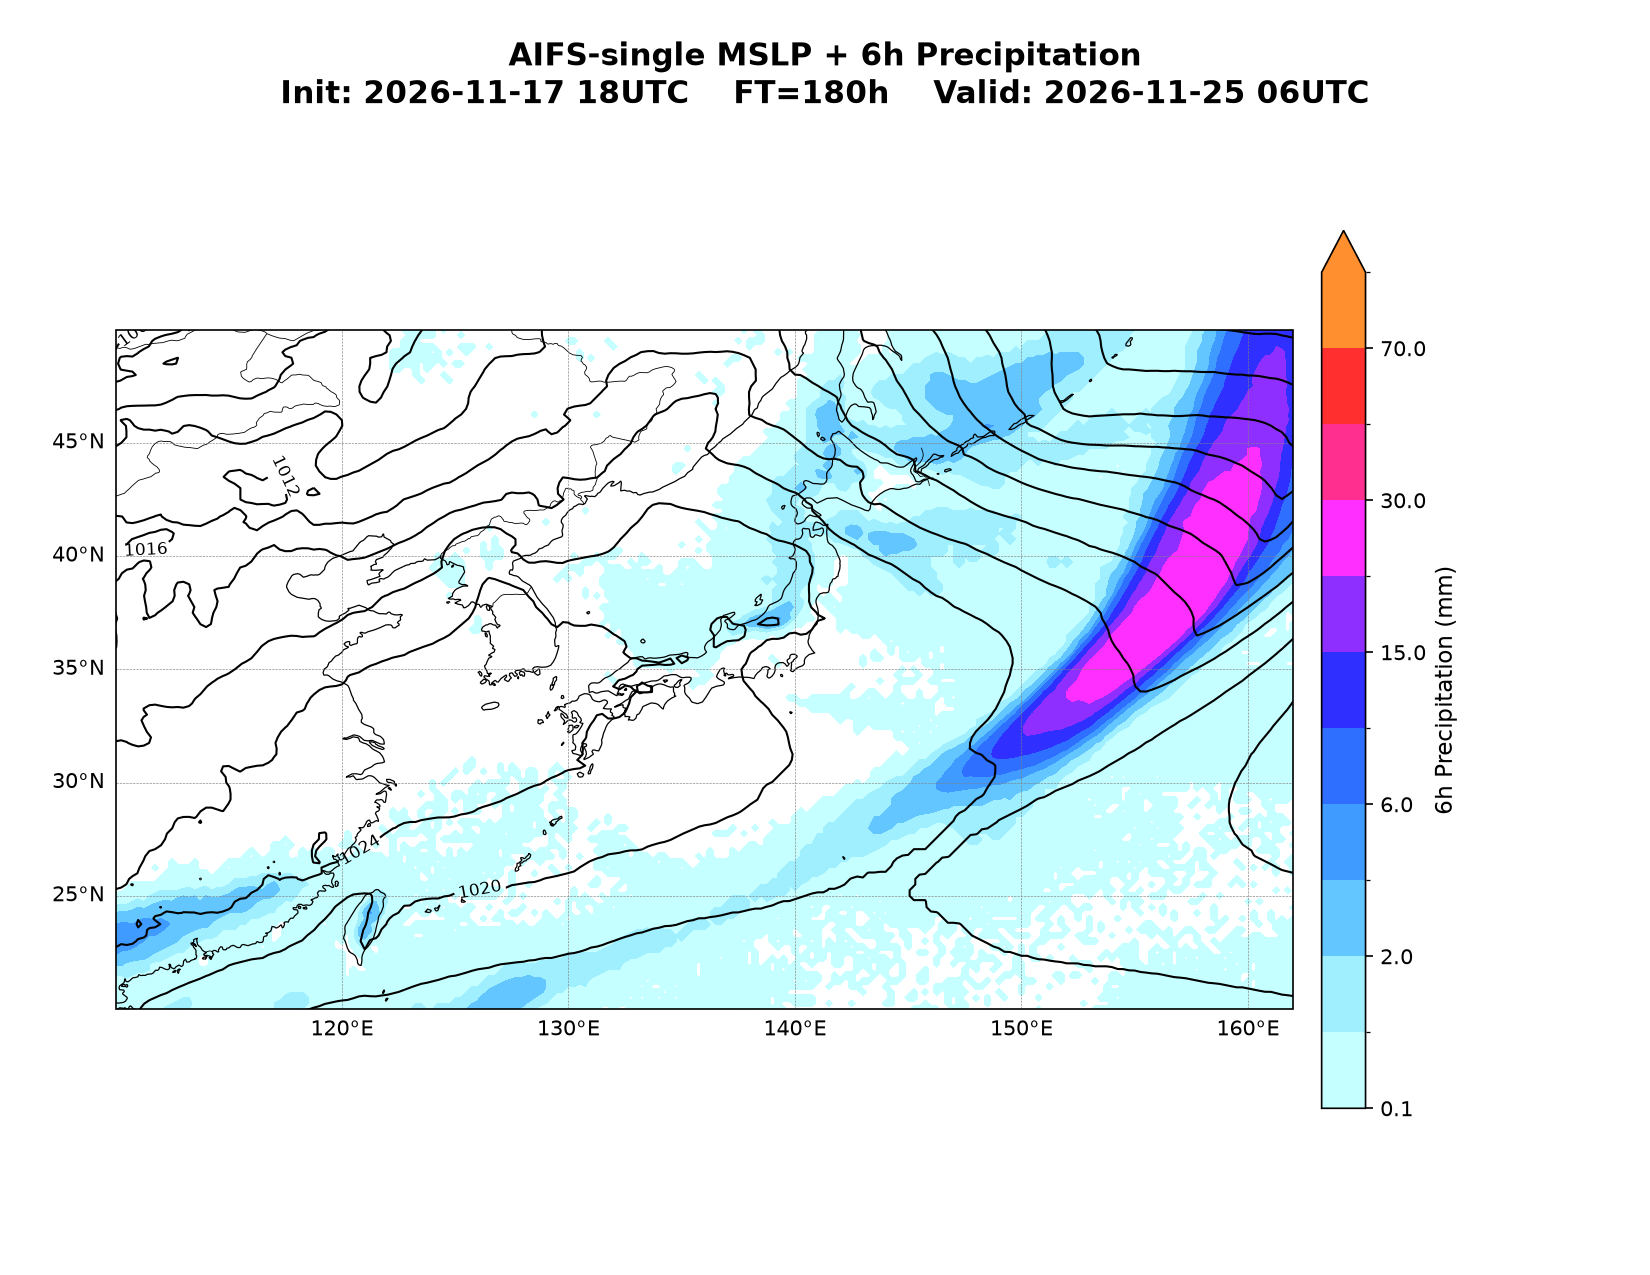 AIFS-single MSLP + 6h Precipitation
Init: 2026-11-17 18UTC    FT=180h    Valid: 2026-11-25 06UTC
70.0
30.0
15.0
6.0
2.0
0.1
6h Precipitation (mm)
45°N
40°N
35°N
30°N
25°N
1012
1016
1024
1020
120°E
130°E
140°E
150°E
160°E